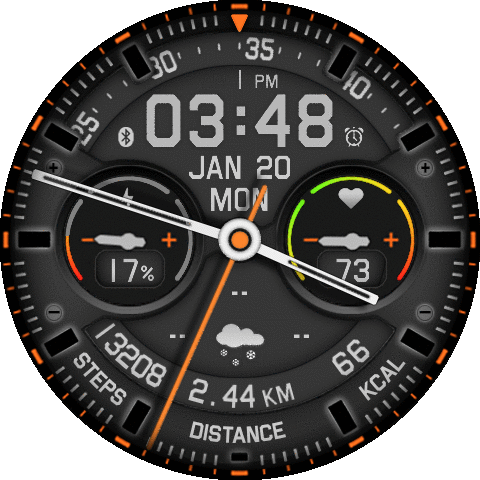 25 30 35 40
PM
03:48
JAN 20
MON
17%
73
--
-- --
13208
2.44 KM
66
STEPS
DISTANCE
KCAL